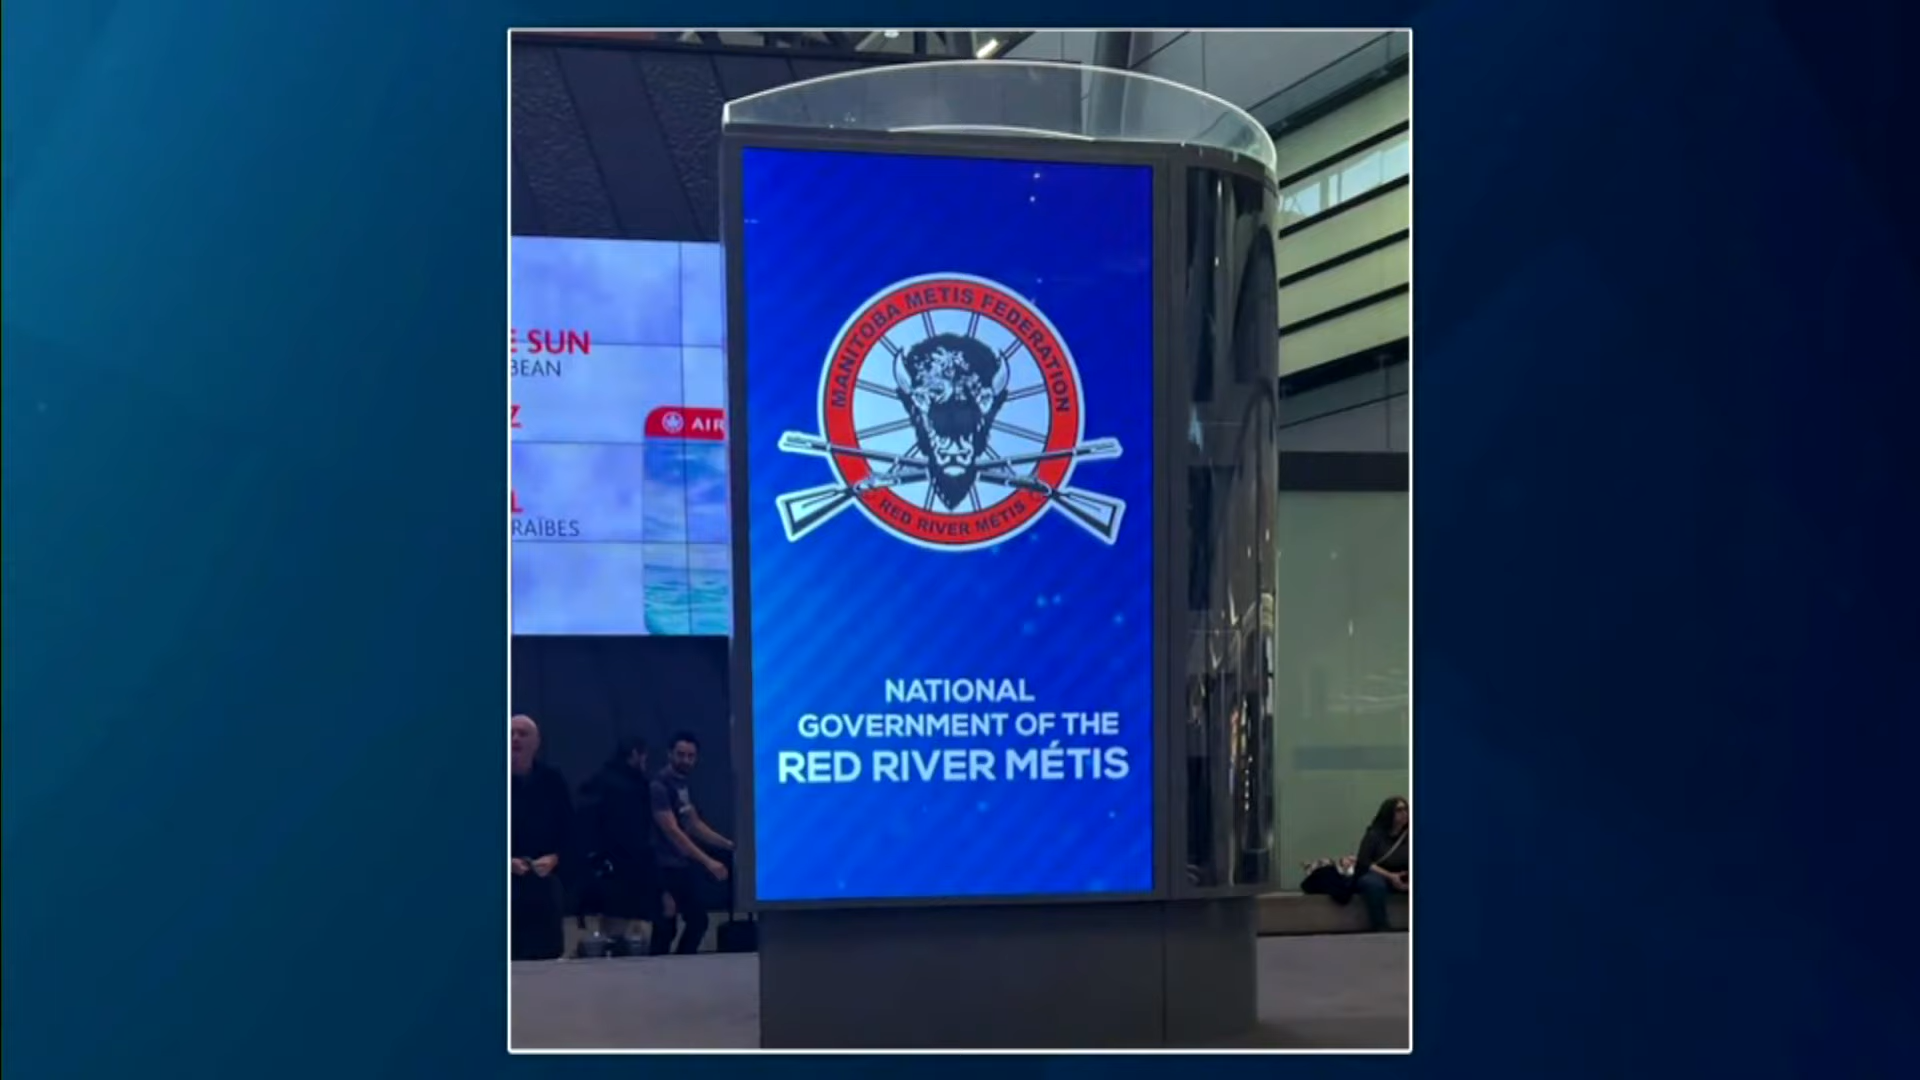 E SUN
BEAN
Z
AIR
L
RAÏBES
MANITOBA METIS FEDERATION
RED RIVER MÉTIS
NATIONAL
GOVERNMENT OF THE
RED RIVER MÉTIS